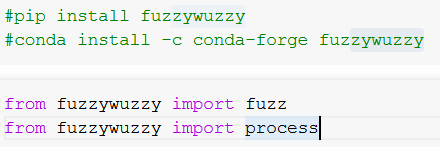 #pip install fuzzywuzzy
#conda install -c conda-forge fuzzywuzzy
from fuzzywuzzy import fuzz
from fuzzywuzzy import process